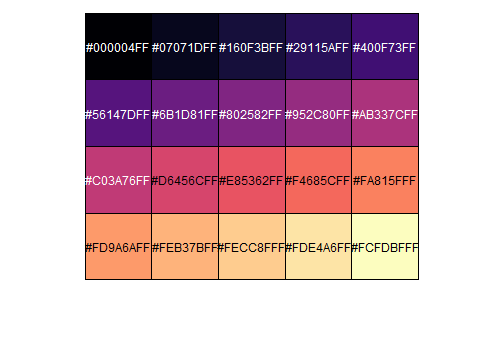 #000004FF #07071DFF #160F3BFF #29115AFF #400F73FF
#56147DFF #6B1D81FF #802582FF #952C80FF #AB337CFF
#C03A76FF #D6456CFF #E85362FF #F4685CFF #FA815FFF
#FD9A6AFF #FEB37BFF #FECC8FFF #FDE4A6FF #FCFDBFFF